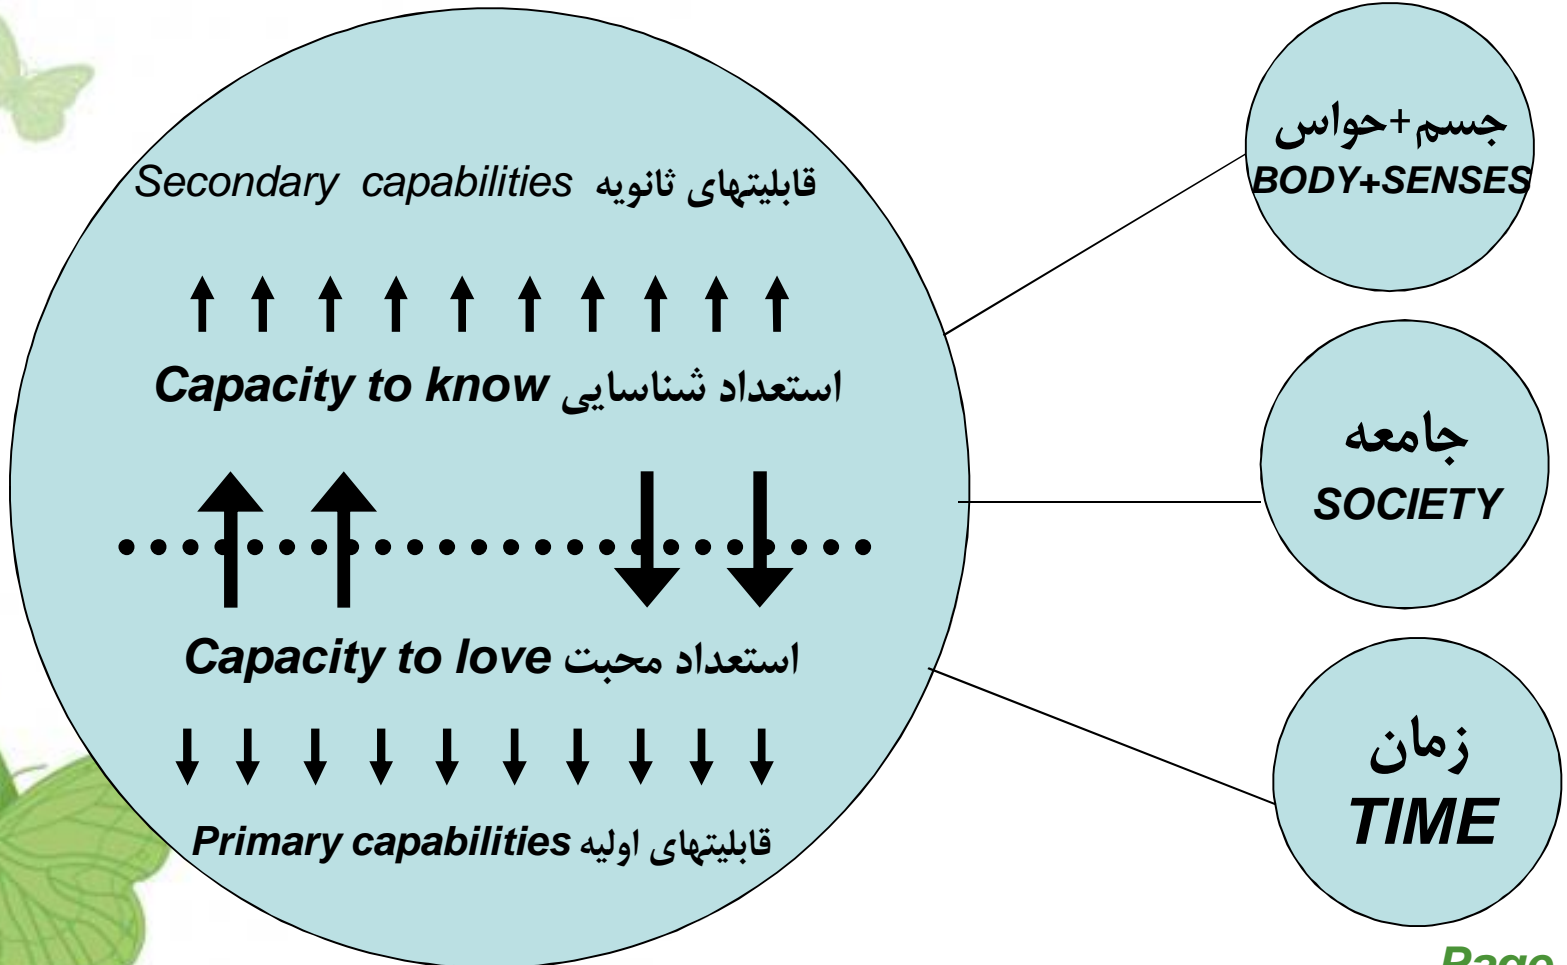 Secondary capabilities قابلیتهای ثانویه
Capacity to know استعداد شناسایی
Capacity to love استعداد محبت
Primary capabilities قابلیتهای اولیه
جسم+حواس
BODY+SENSES
جامعه
SOCIETY
زمان
TIME
Page